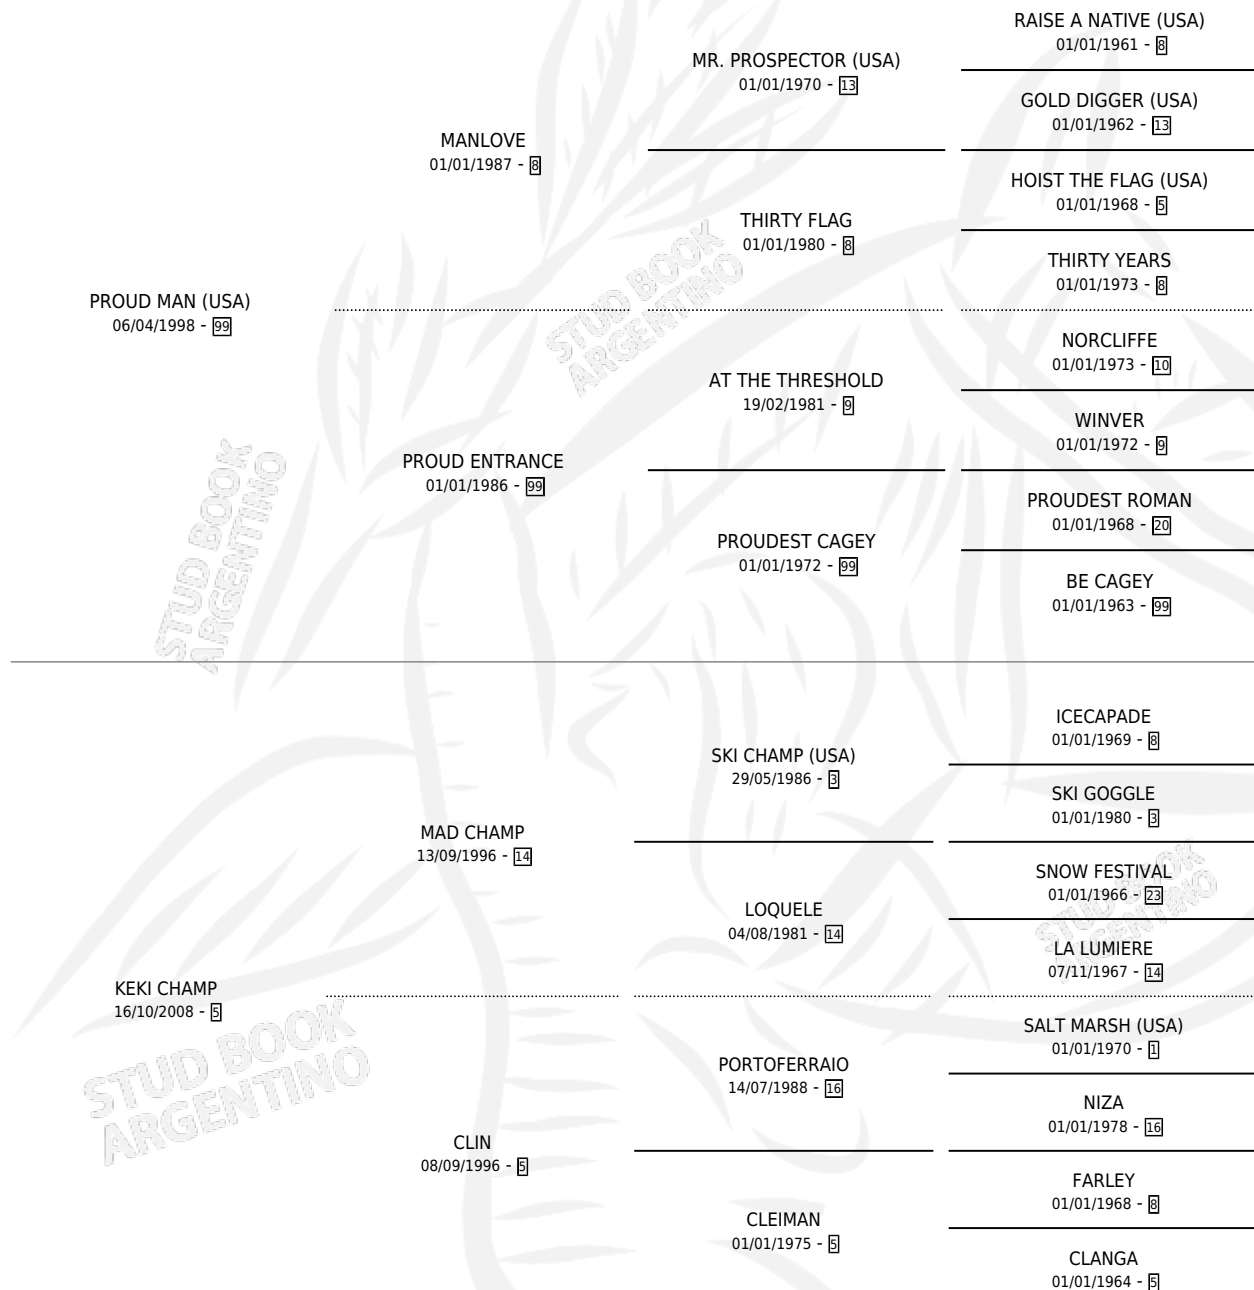 RAISE A NATIVE (USA)
01/01/1961 - 8
MR. PROSPECTOR (USA)
01/01/1970 - 13
GOLD DIGGER (USA)
01/01/1962 - 13
MANLOVE
01/01/1987 - 8
HOIST THE FLAG (USA)
01/01/1968 - 5
THIRTY FLAG
01/01/1980 - 8
THIRTY YEARS
01/01/1973 - 8
PROUD MAN (USA)
06/04/1998 - 99
NORCLIFFE
01/01/1973 - 10
AT THE THRESHOLD
19/02/1981 - 9
WINVER
01/01/1972 - 9
PROUD ENTRANCE
01/01/1986 - 99
PROUDEST ROMAN
01/01/1968 - 20
PROUDEST CAGEY
01/01/1972 - 99
BE CAGEY
01/01/1963 - 99
STUD BOOK
ARGENTINO
STUD BOOK
ARGENTINO
ICECAPADE
01/01/1969 - 8
SKI CHAMP (USA)
29/05/1986 - 3
SKI GOGGLE
01/01/1980 - 3
MAD CHAMP
13/09/1996 - 14
SNOW FESTIVAL
01/01/1966 - 23
LOQUELE
04/08/1981 - 14
LA LUMIERE
07/11/1967 - 14
KEKI CHAMP
16/10/2008 - 5
SALT MARSH (USA)
01/01/1970 - 1
PORTOFERRAIO
14/07/1988 - 16
NIZA
01/01/1978 - 16
CLIN
08/09/1996 - 5
FARLEY
01/01/1968 - 8
CLEIMAN
01/01/1975 - 5
CLANGA
01/01/1964 - 5
STUD BOOK
ARGENTINO
STUD BOOK
ARGENTINO